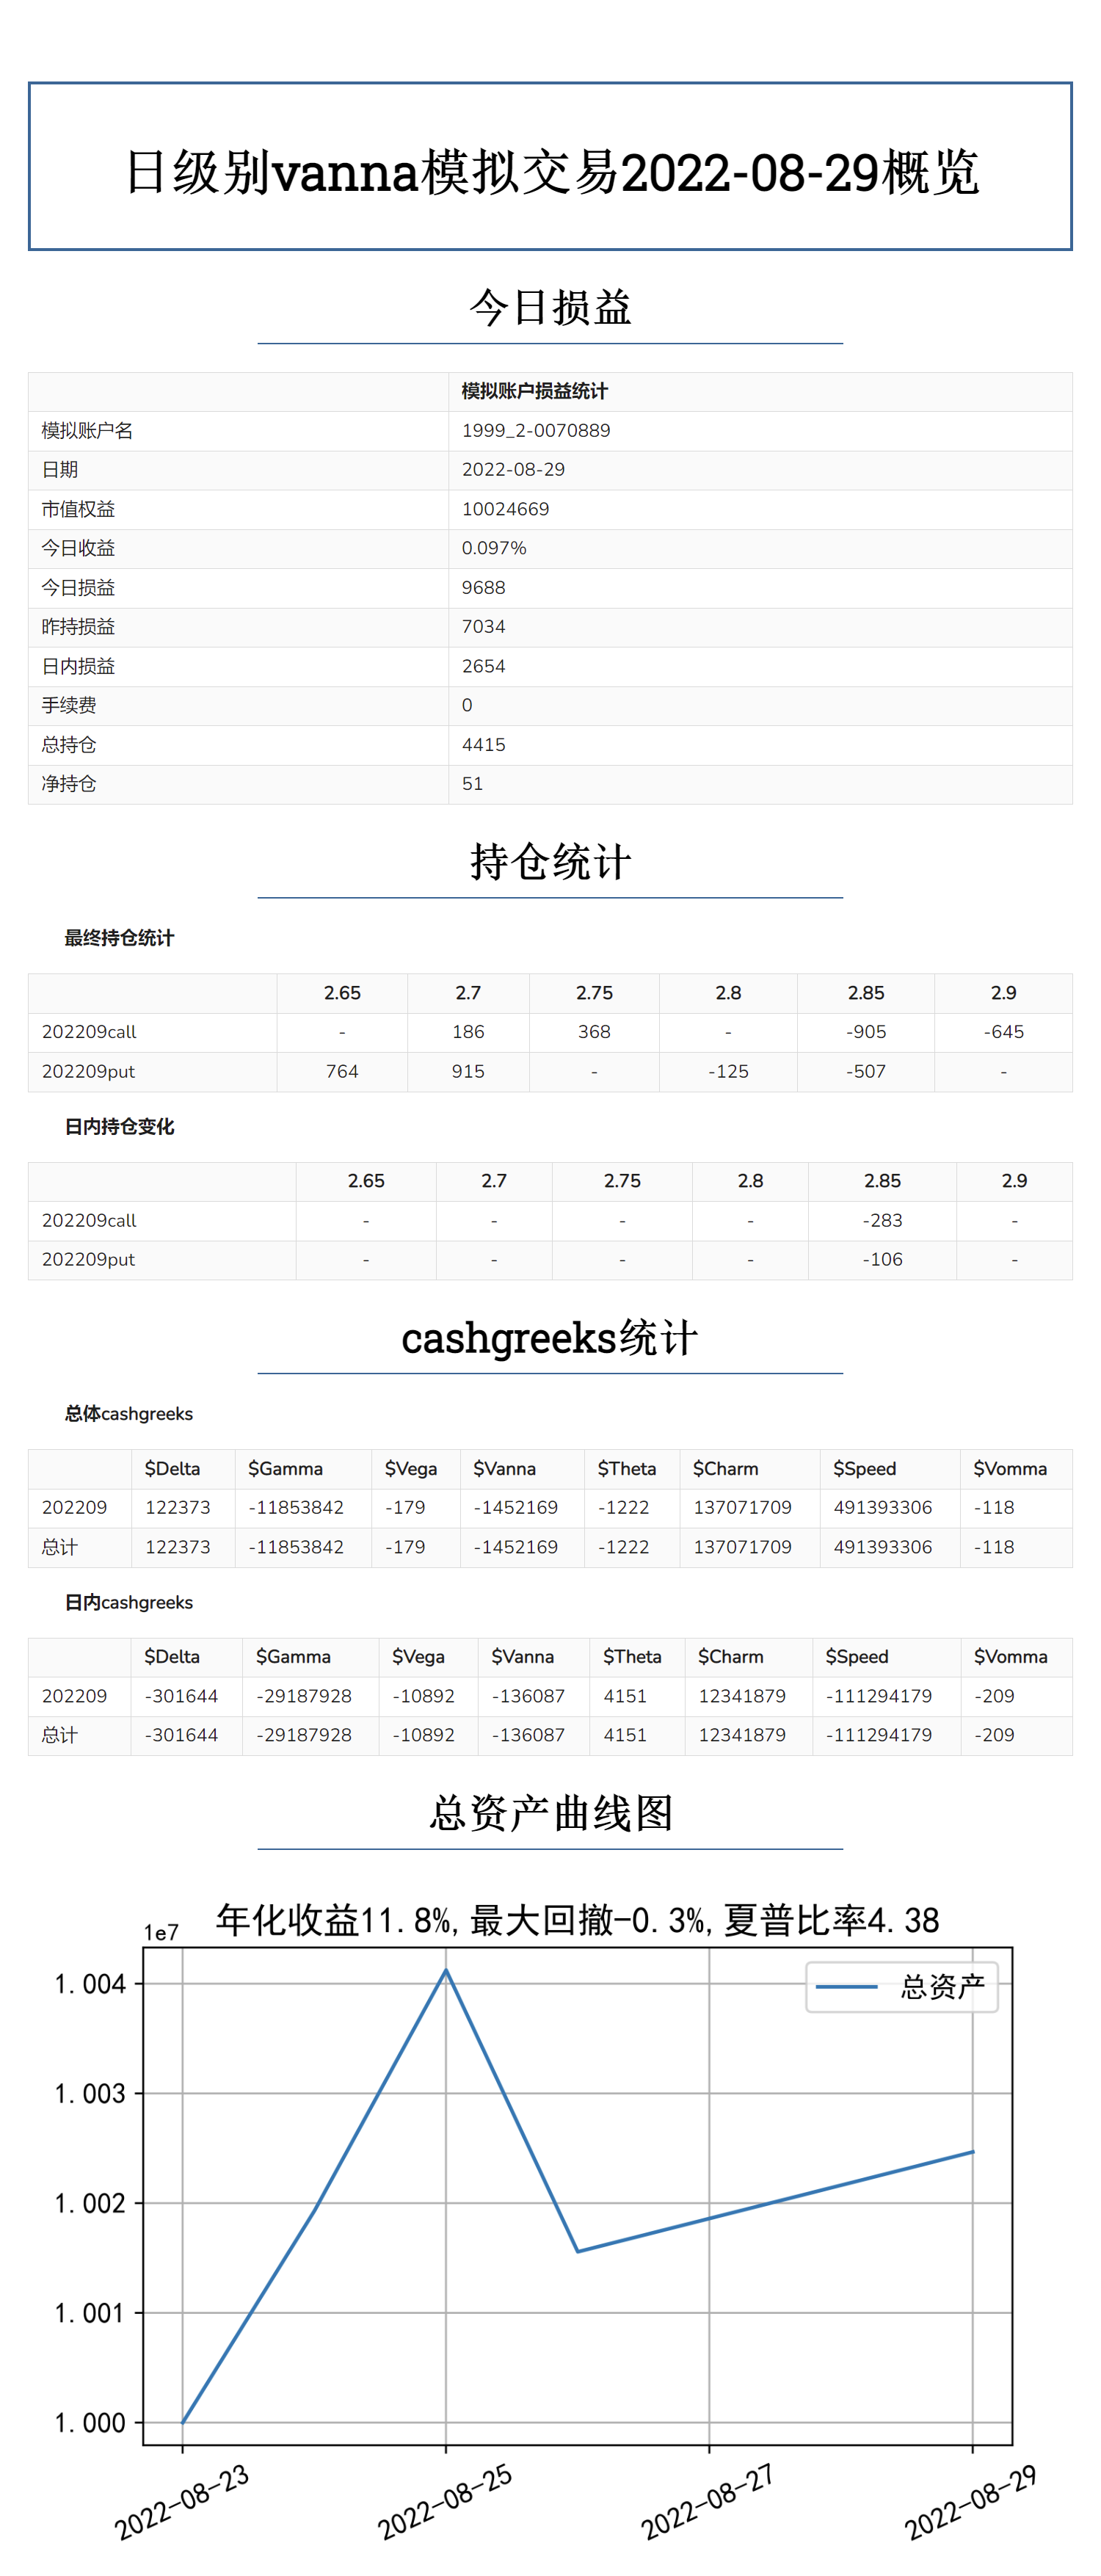 日级别vanna模拟交易2022-08-29概览
今日损益
模拟账户损益统计
模拟账户名 1999_2-0070889
日期 2022-08-29
市值权益 10024669
今日收益 0.097%
今日损益 9688
昨持损益 7034
日内损益 2654
手续费 0
总持仓 4415
净持仓 51
持仓统计
最终持仓统计
2.65 2.7 2.75 2.8 2.85 2.9
202209call - 186 368 - -905 -645
202209put 764 915 - -125 -507 -
日内持仓变化
2.65 2.7 2.75 2.8 2.85 2.9
202209call - - - - -283 -
202209put - - - - -106 -
cashgreeks统计
总体cashgreeks
$Delta $Gamma $Vega $Vanna $Theta $Charm $Speed $Vomma
202209 122373 -11853842 -179 -1452169 -1222 137071709 491393306 -118
总计 122373 -11853842 -179 -1452169 -1222 137071709 491393306 -118
日内cashgreeks
$Delta $Gamma $Vega $Vanna $Theta $Charm $Speed $Vomma
202209 -301644 -29187928 -10892 -136087 4151 12341879 -111294179 -209
总计 -301644 -29187928 -10892 -136087 4151 12341879 -111294179 -209
总资产曲线图
年化收益11.8%,最大回撤-0.3%,夏普比率4.38
1e7
总资产
1.004
1.003
1.002
1.001
1.000
2022-08-23 2022-08-25 2022-08-27 2022-08-29